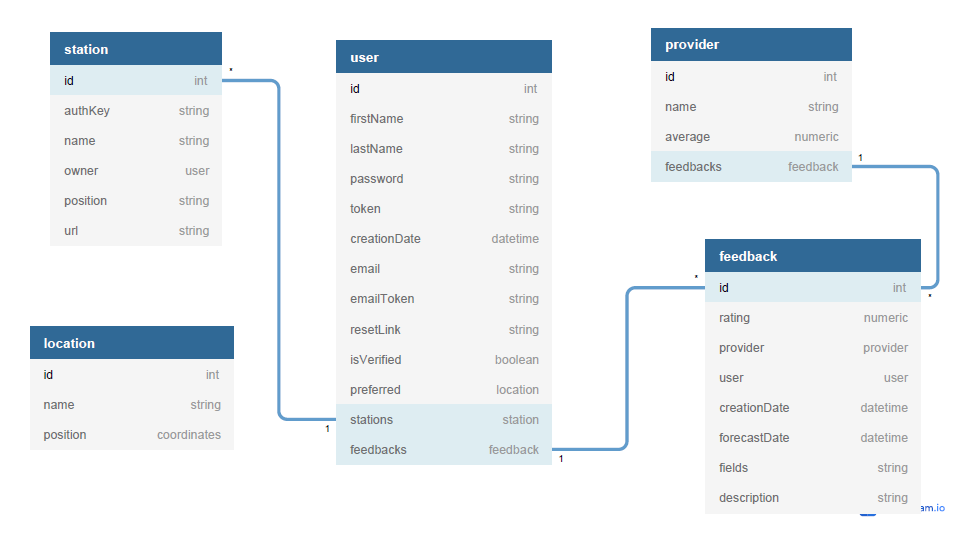 station
id int
authKey string
name string
owner user
position string
url string
*
user
id int
firstName string
lastName string
password string
token string
creationDate datetime
email string
emailToken string
resetLink string
isVerified boolean
preferred location
stations station
feedbacks feedback
1
1
provider
id int
name string
average numeric
feedbacks feedback
1
location
id int
name string
position coordinates
feedback
*
id int
*
rating numeric
provider provider
user user
creationDate datetime
forecastDate datetime
fields string
description string
am.io